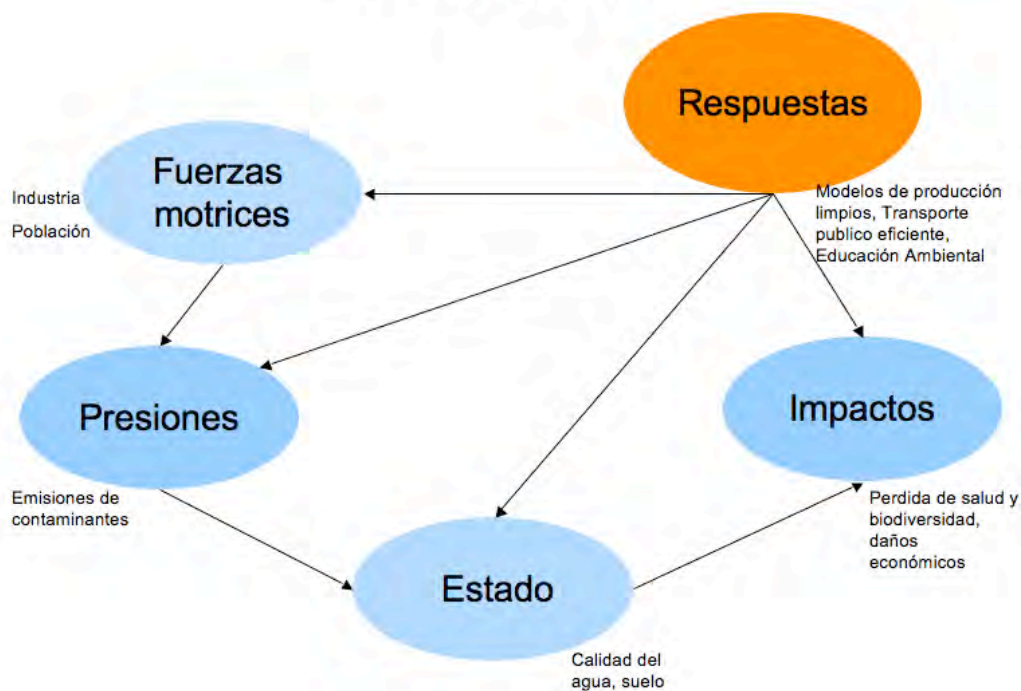 Respuestas
Modelos de producción
limpios, Transporte
publico eficiente,
Educación Ambiental
Fuerzas
motrices
Industria
Población
Presiones
Emisiones de
contaminantes
Estado
Calidad del
agua, suelo
Impactos
Perdida de salud y
biodiversidad,
daños
económicos